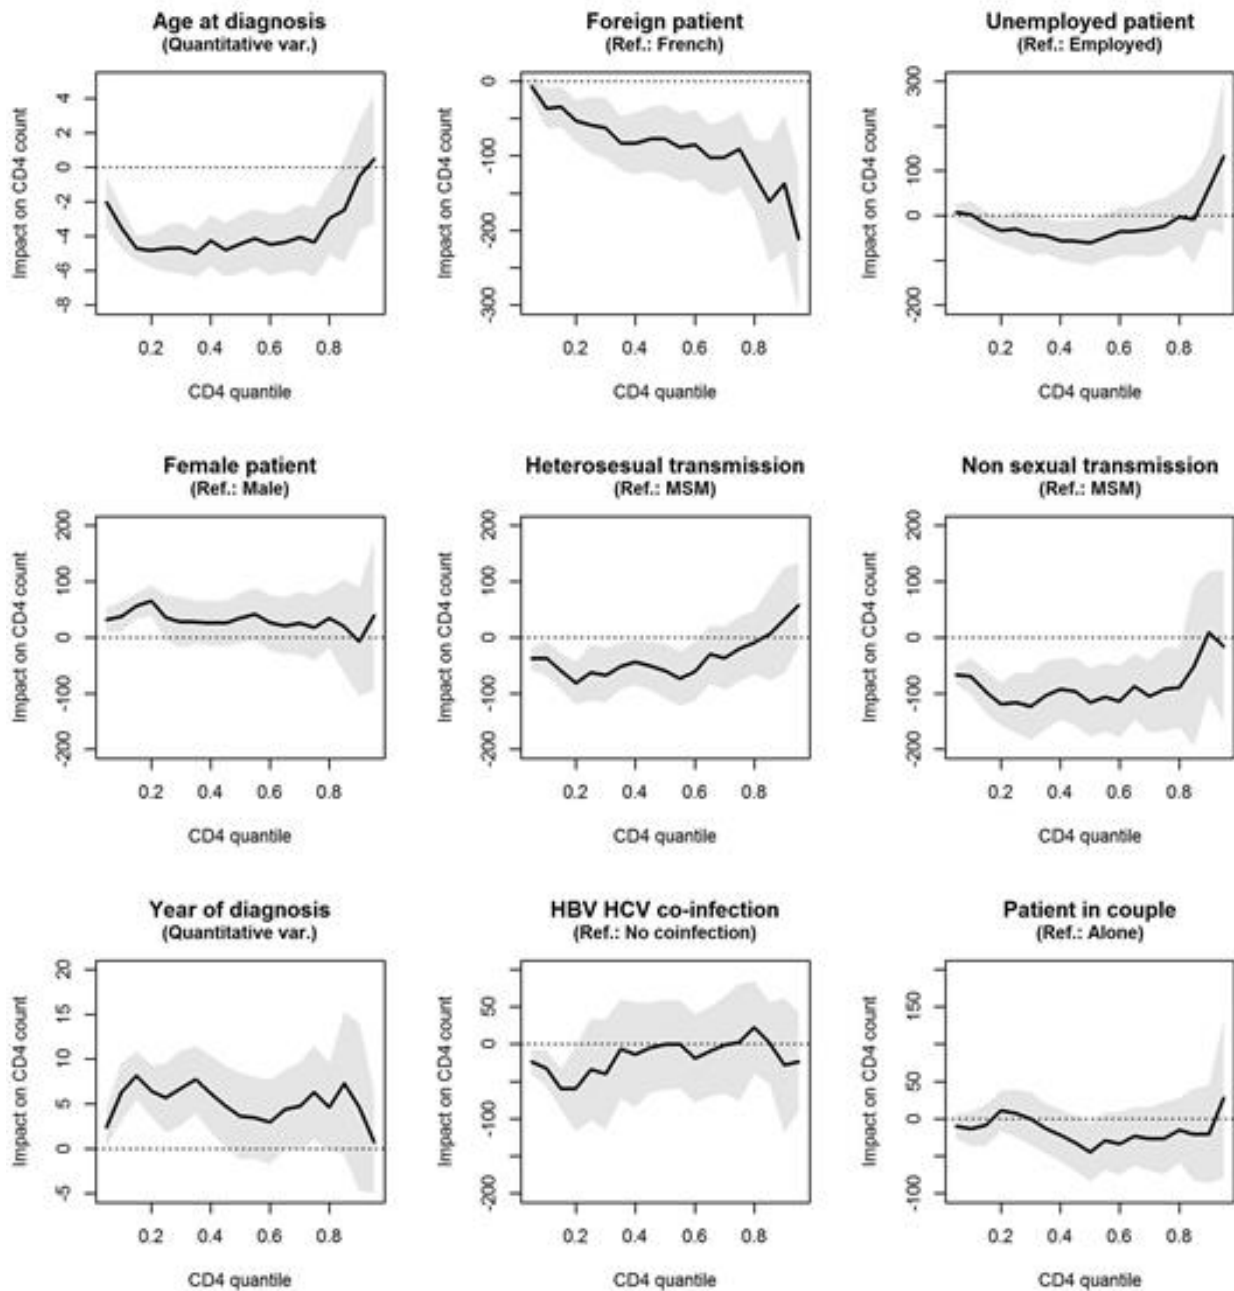 Age at diagnosis
(Quantitative var.)
Impact on CD4 count
4
2
0
-2
-4
-6
-8
0.2 0.4 0.6 0.8
CD4 quantile
Foreign patient
(Ref.: French)
Impact on CD4 count
0
-100
-200
-300
0.2 0.4 0.6 0.8
CD4 quantile
Unemployed patient
(Ref.: Employed)
Impact on CD4 count
300
100
0
-200
0.2 0.4 0.6 0.8
CD4 quantile
Female patient
(Ref.: Male)
Impact on CD4 count
200
100
0
-100
-200
0.2 0.4 0.6 0.8
CD4 quantile
Heterosesual transmission
(Ref.: MSM)
Impact on CD4 count
200
100
0
-100
-200
0.2 0.4 0.6 0.8
CD4 quantile
Non sexual transmission
(Ref.: MSM)
Impact on CD4 count
200
100
0
-100
-200
0.2 0.4 0.6 0.8
CD4 quantile
Year of diagnosis
(Quantitative var.)
Impact on CD4 count
20
15
10
5
0
-5
0.2 0.4 0.6 0.8
CD4 quantile
HBV HCV co-infection
(Ref.: No coinfection)
Impact on CD4 count
50
0
-100
-200
0.2 0.4 0.6 0.8
CD4 quantile
Patient in couple
(Ref.: Alone)
Impact on CD4 count
150
50
0
-100
0.2 0.4 0.6 0.8
CD4 quantile